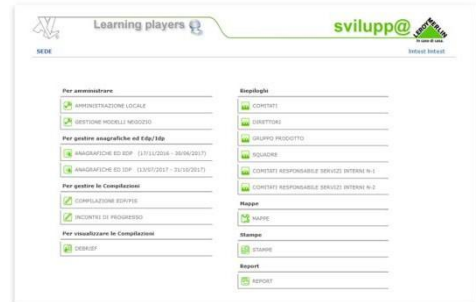 Learning players
svilupp@
LEROY MERLIN
SEDE
Intext Intext
Per amministrare
AMMINISTRAZIONE LOCALE
GESTIONE MODELLI NEGOZIO
Per gestire anagrafiche ed Edp/Idp
ANAGRAFICHE ED EDP (17/11/2016 - 30/06/2017)
ANAGRAFICHE ED IDP (13/07/2017 - 31/10/2017)
Per gestire le Compilazioni
COMPILAZIONE EDP/PIS
INCONTRI DI PROGRESSO
Per visualizzare le Compilazioni
DEBRIEF
Riepiloghi
COMITATI
DIRETTORI
GRUPPO PRODOTTO
SQUADRE
COMITATI RESPONSABILE SERVIZI INTERNI N-1
COMITATI RESPONSABILE SERVIZI INTERNI N-2
Mappe
MAPPE
Stampe
STAMPE
Report
REPORT